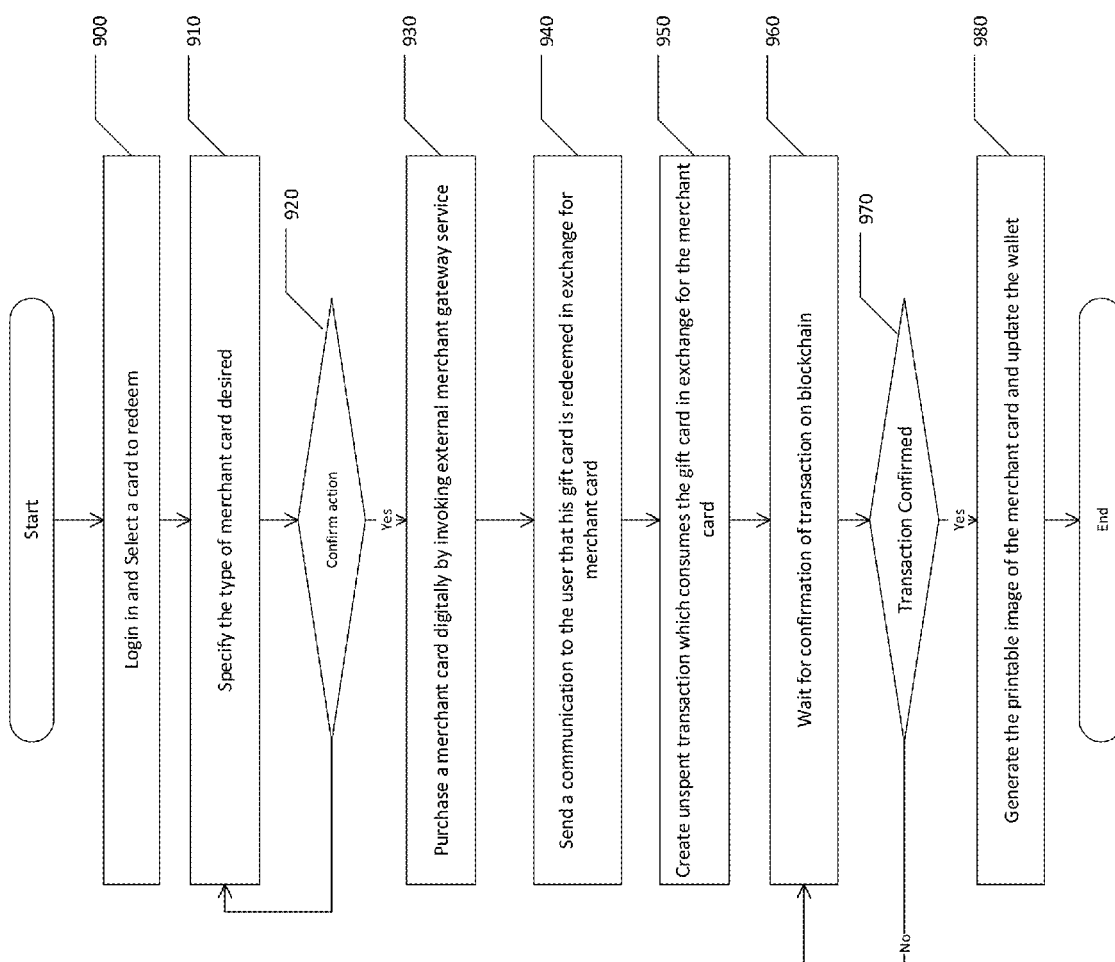 Start
900
Login in and Select a card to redeem
910
Specify the type of merchant card desired
920
Confirm action
Yes
930
Purchase a merchant card digitally by invoking external merchant gateway service
940
Send a communication to the user that his gift card is redeemed in exchange for
merchant card
950
Create unspent transaction which consumes the gift card in exchange for the merchant
card
960
Wait for confirmation of transaction on blockchain
970
Transaction Confirmed
No
Yes
980
Generate the printable image of the merchant card and update the wallet
End